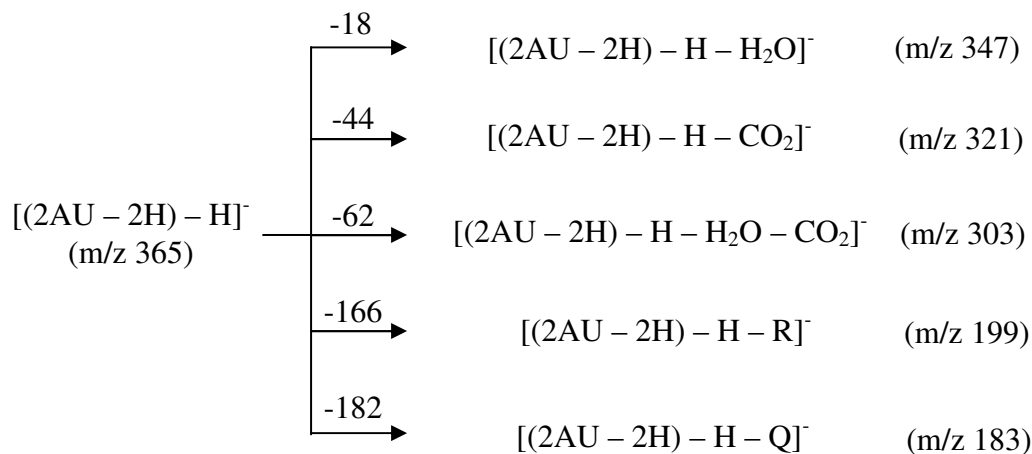 -18 [(2AU – 2H) – H – H₂O]⁻ (m/z 347)
-44 [(2AU – 2H) – H – CO₂]⁻ (m/z 321)
[(2AU – 2H) – H]⁻
(m/z 365)
-62 [(2AU – 2H) – H – H₂O – CO₂]⁻ (m/z 303)
-166 [(2AU – 2H) – H – R]⁻ (m/z 199)
-182 [(2AU – 2H) – H – Q]⁻ (m/z 183)